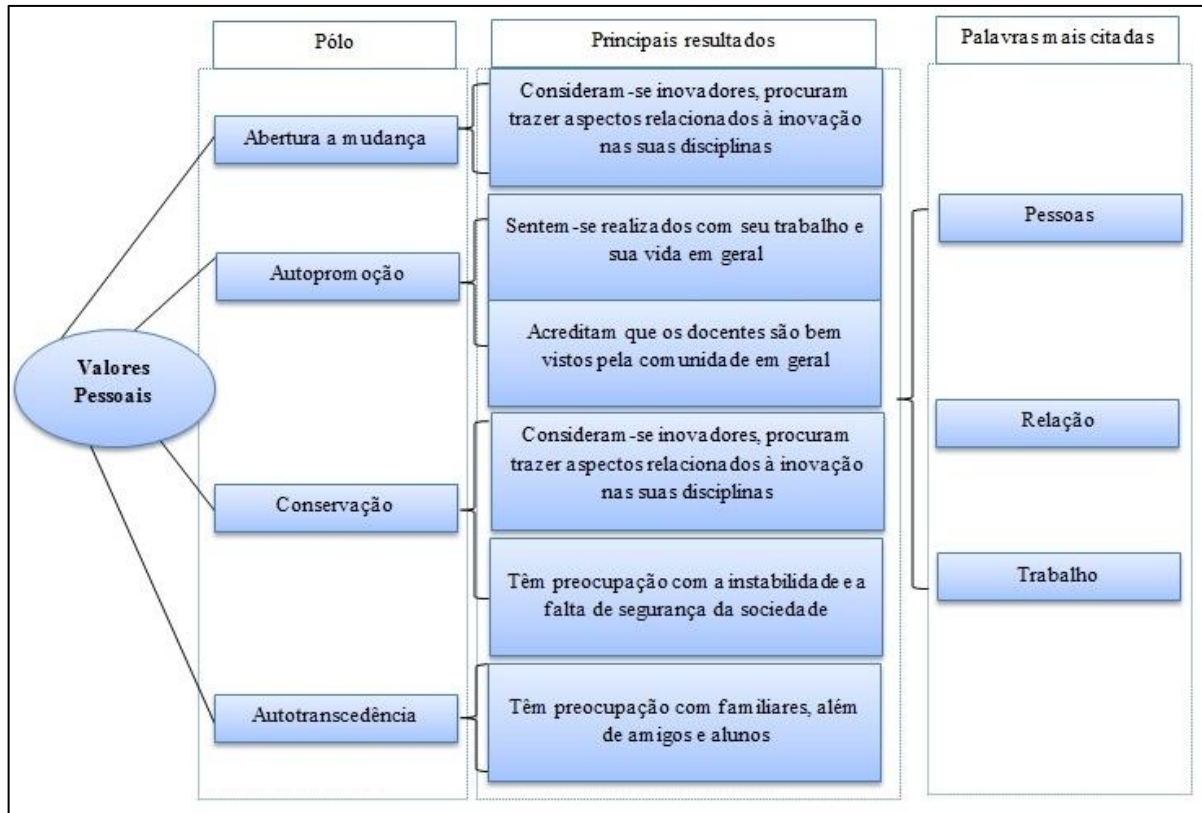 Pólo
Principais resultados
Palavras mais citadas
Valores
Pessoais
Abertura a mudança
Consideram-se inovadores, procuram
trazer aspectos relacionados à inovação
nas suas disciplinas
Autopromoção
Sentem-se realizados com seu trabalho e
sua vida em geral
Acreditam que os docentes são bem
vistos pela comunidade em geral
Conservação
Consideram-se inovadores, procuram
trazer aspectos relacionados à inovação
nas suas disciplinas
Têm preocupação com a instabilidade e a
falta de segurança da sociedade
Autotranscedência
Têm preocupação com familiares, além
de amigos e alunos
Pessoas
Relação
Trabalho